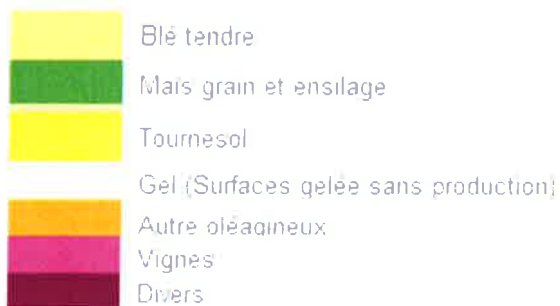 Blé tendre
Maïs grain et ensilage
Tournesol
Gel (Surfaces gelée sans production)
Autre oléagineux
Vignes
Divers